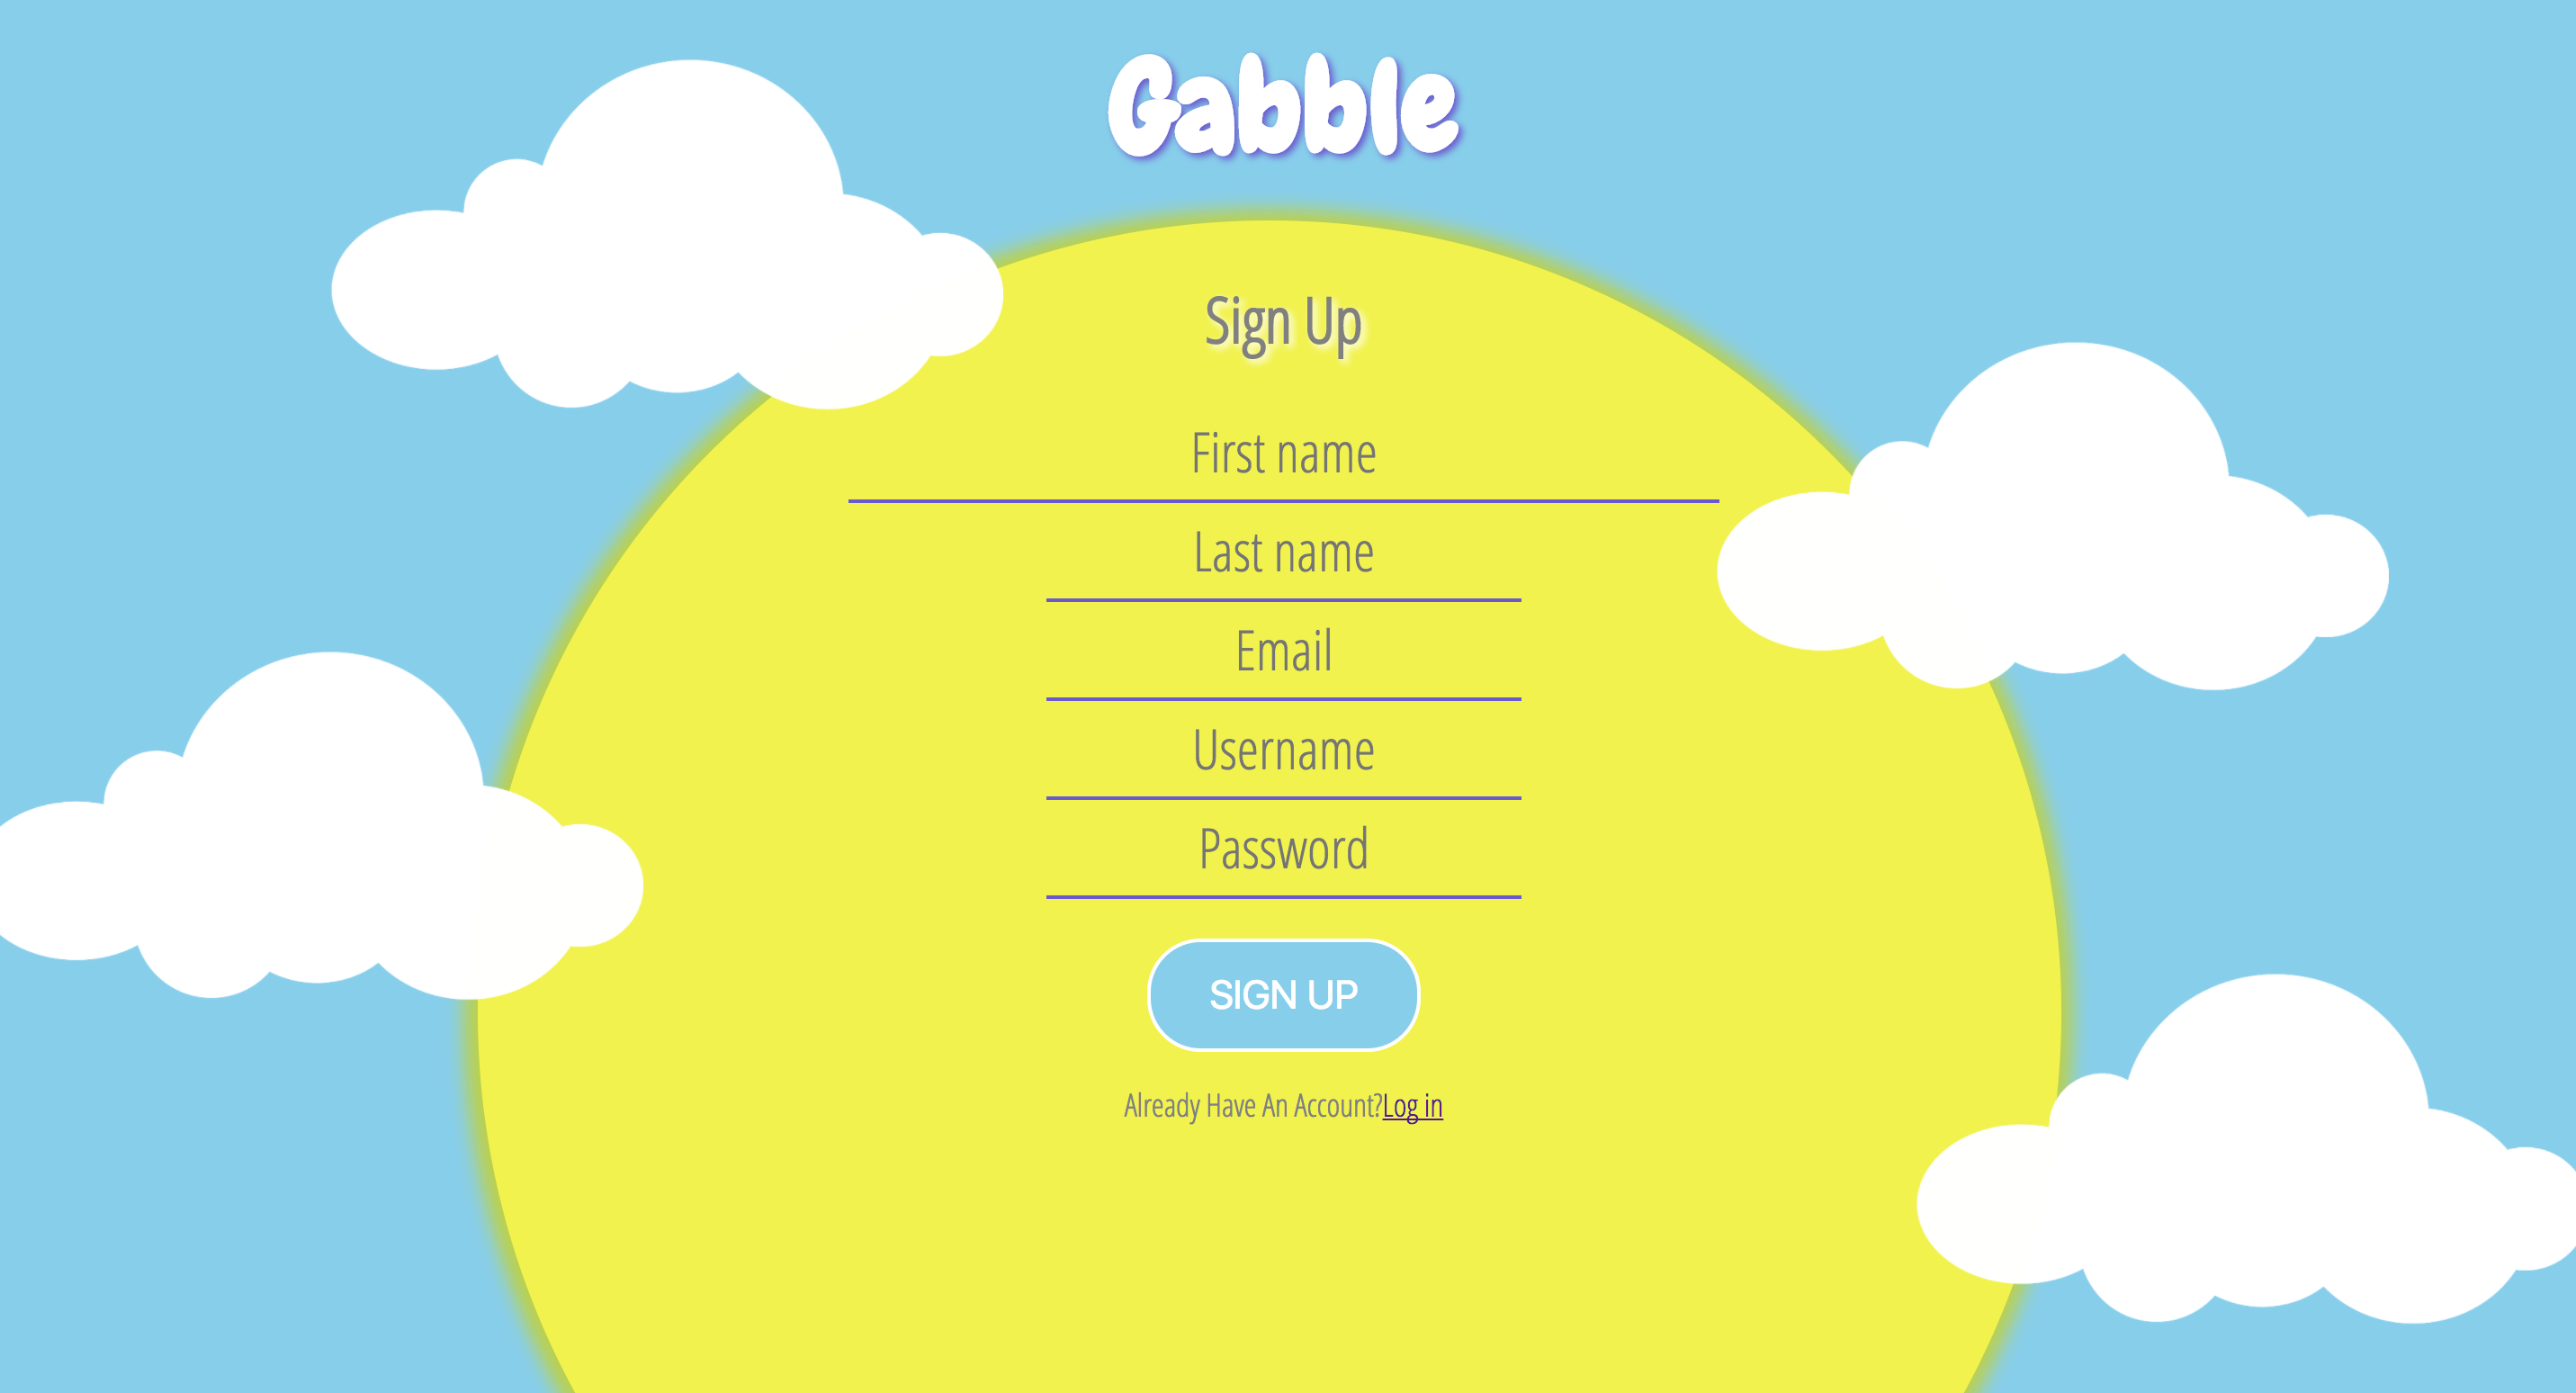 Gabble
Sign Up
First name
Last name
Email
Username
Password
SIGN UP
Already Have An Account?Log in